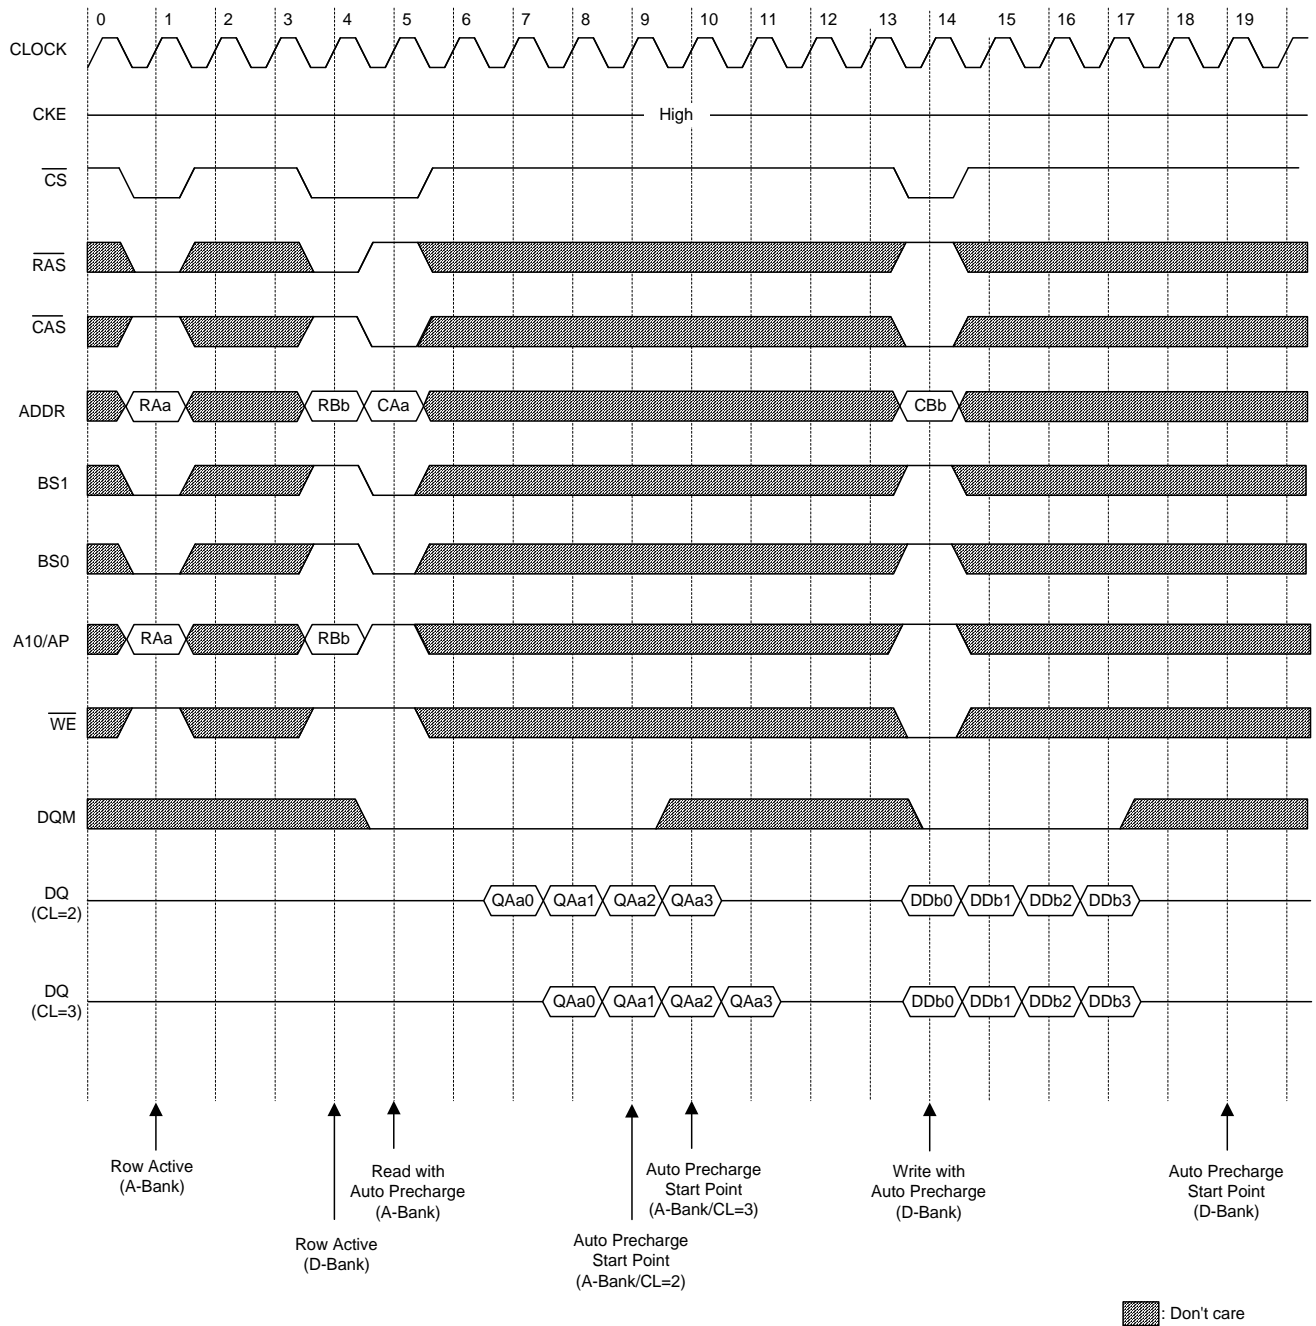 0 1 2 3 4 5 6 7 8 9 10 11 12 13 14 15 16 17 18 19
CLOCK
CKE High
CS
RAS
CAS
ADDR RAa RBb CAa CBb
BS1
BS0
A10/AP RAa RBb
WE
DQM
DQ
(CL=2) QAa0 QAa1 QAa2 QAa3 DDb0 DDb1 DDb2 DDb3
DQ
(CL=3) QAa0 QAa1 QAa2 QAa3 DDb0 DDb1 DDb2 DDb3
Row Active
(A-Bank)
Row Active
(D-Bank)
Read with
Auto Precharge
(A-Bank)
Auto Precharge
Start Point
(A-Bank/CL=2)
Auto Precharge
Start Point
(A-Bank/CL=3)
Write with
Auto Precharge
(D-Bank)
Auto Precharge
Start Point
(D-Bank)
: Don't care